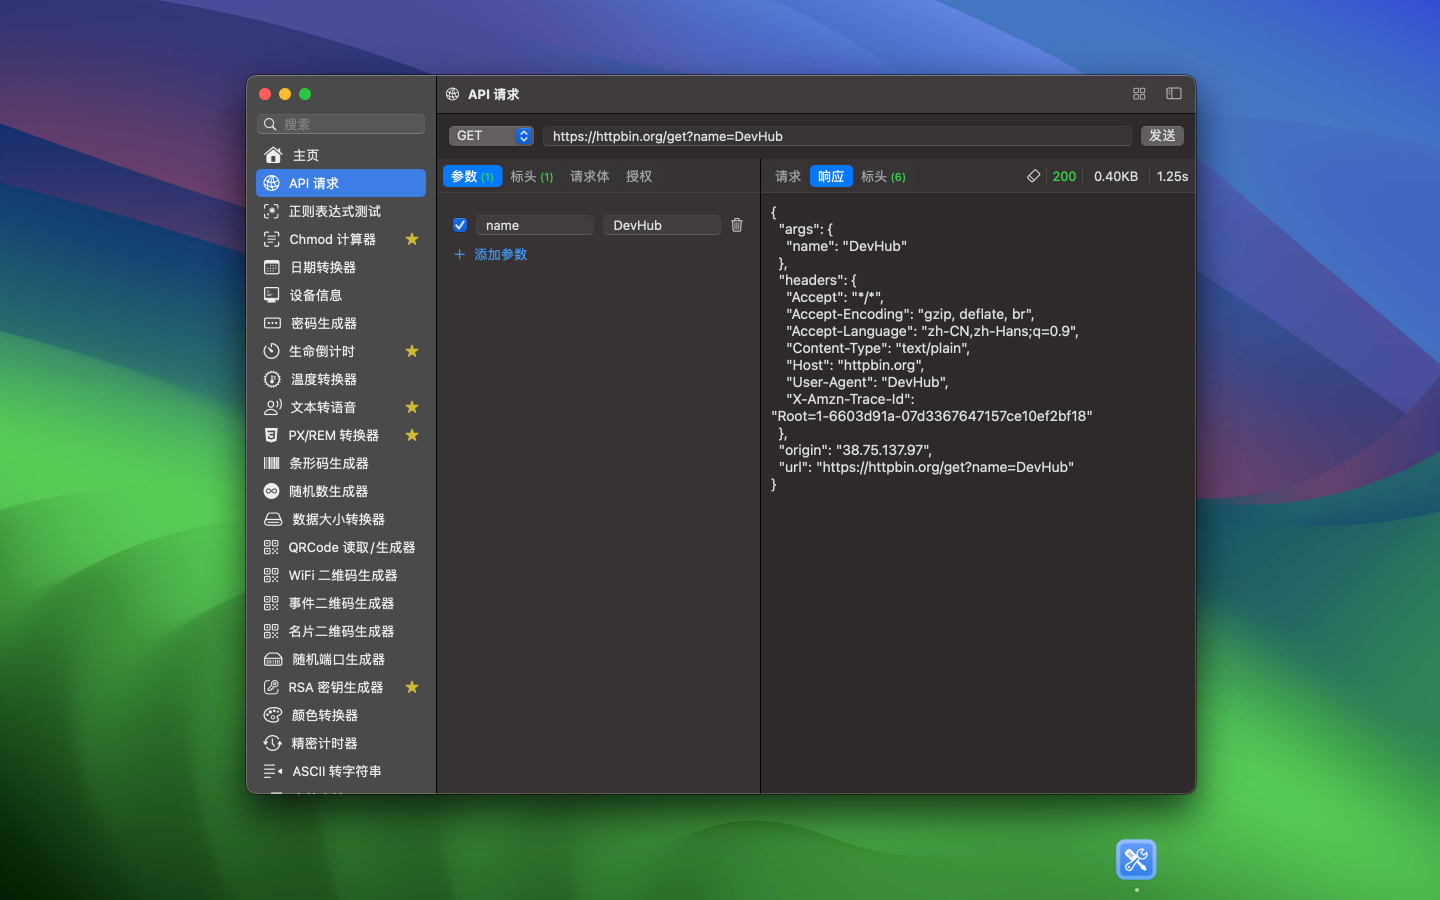 搜索
主页
API 请求
正则表达式测试
Chmod 计算器
日期转换器
设备信息
密码生成器
生命倒计时
温度转换器
文本转语音
PX/REM 转换器
条形码生成器
随机数生成器
数据大小转换器
QRCode 读取/生成器
WiFi 二维码生成器
事件二维码生成器
名片二维码生成器
随机端口生成器
RSA 密钥生成器
颜色转换器
精密计时器
ASCII 转字符串
API 请求
GET
https://httpbin.org/get?name=DevHub
发送
参数 (1) 标头 (1) 请求体 授权
name DevHub
添加参数
请求 响应 标头 (6) 200 0.40KB 1.25s
{
"args": {
"name": "DevHub"
},
"headers": {
"Accept": "*/*",
"Accept-Encoding": "gzip, deflate, br",
"Accept-Language": "zh-CN,zh-Hans;q=0.9",
"Content-Type": "text/plain",
"Host": "httpbin.org",
"User-Agent": "DevHub",
"X-Amzn-Trace-Id":
"Root=1-6603d91a-07d3367647157ce10ef2bf18"
},
"origin": "38.75.137.97",
"url": "https://httpbin.org/get?name=DevHub"
}